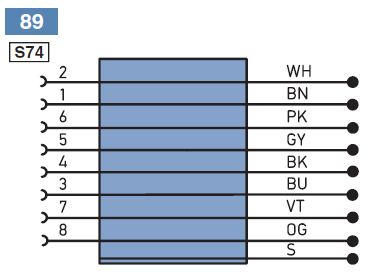 89
S74
2 WH
1 BN
6 PK
5 GY
4 BK
3 BU
7 VT
8 OG
S